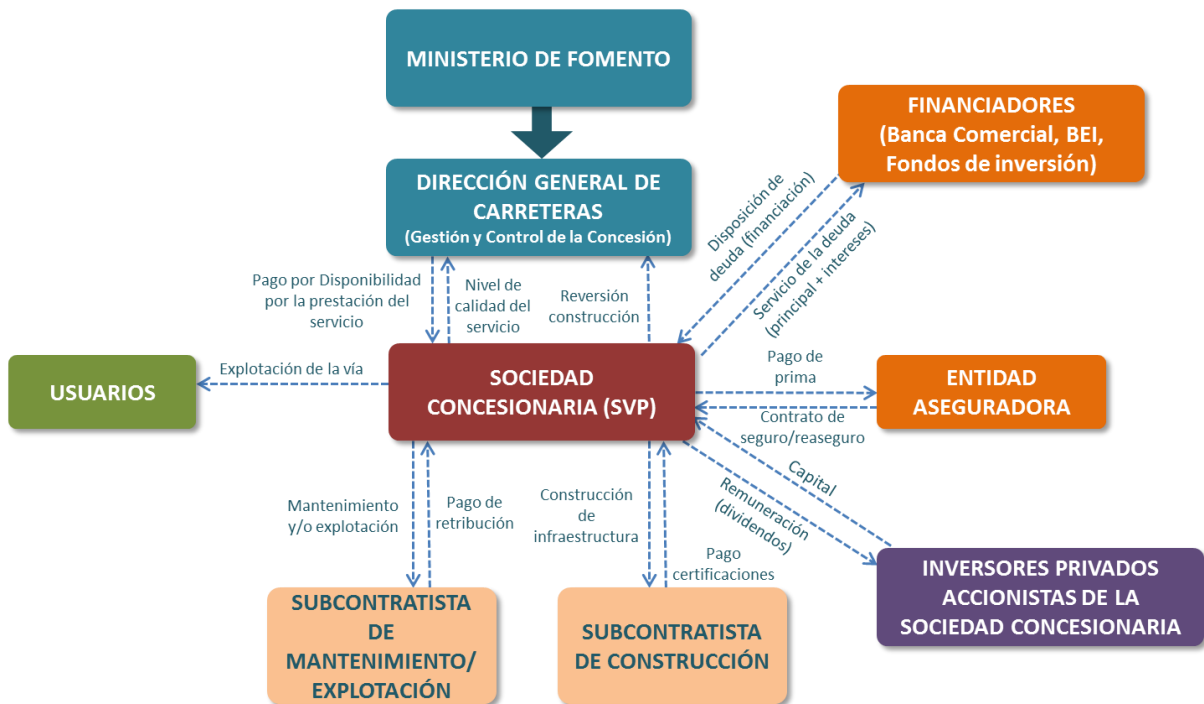 MINISTERIO DE FOMENTO
FINANCIADORES
(Banca Comercial, BEI,
Fondos de inversión)
DIRECCIÓN GENERAL DE
CARRETERAS
(Gestión y Control de la Concesión)
Disposición de
deuda (financiación)
Servicio de la deuda
(principal + intereses)
Pago por Disponibilidad
por la prestación del
servicio
Nivel de
calidad del
servicio
Reversión
construcción
USUARIOS
Explotación de la vía
SOCIEDAD
CONCESIONARIA (SVP)
Pago de
prima
Contrato de
seguro/reaseguro
ENTIDAD
ASEGURADORA
Capital
Remuneración
(dividendos)
Mantenimiento
y/o explotación
Pago de
retribución
Construcción
de
infraestructura
Pago
certificaciones
INVERSORES PRIVADOS
ACCIONISTAS DE LA
SOCIEDAD CONCESIONARIA
SUBCONTRATISTA
DE
MANTENIMIENTO/
EXPLOTACIÓN
SUBCONTRATISTA
DE CONSTRUCCIÓN